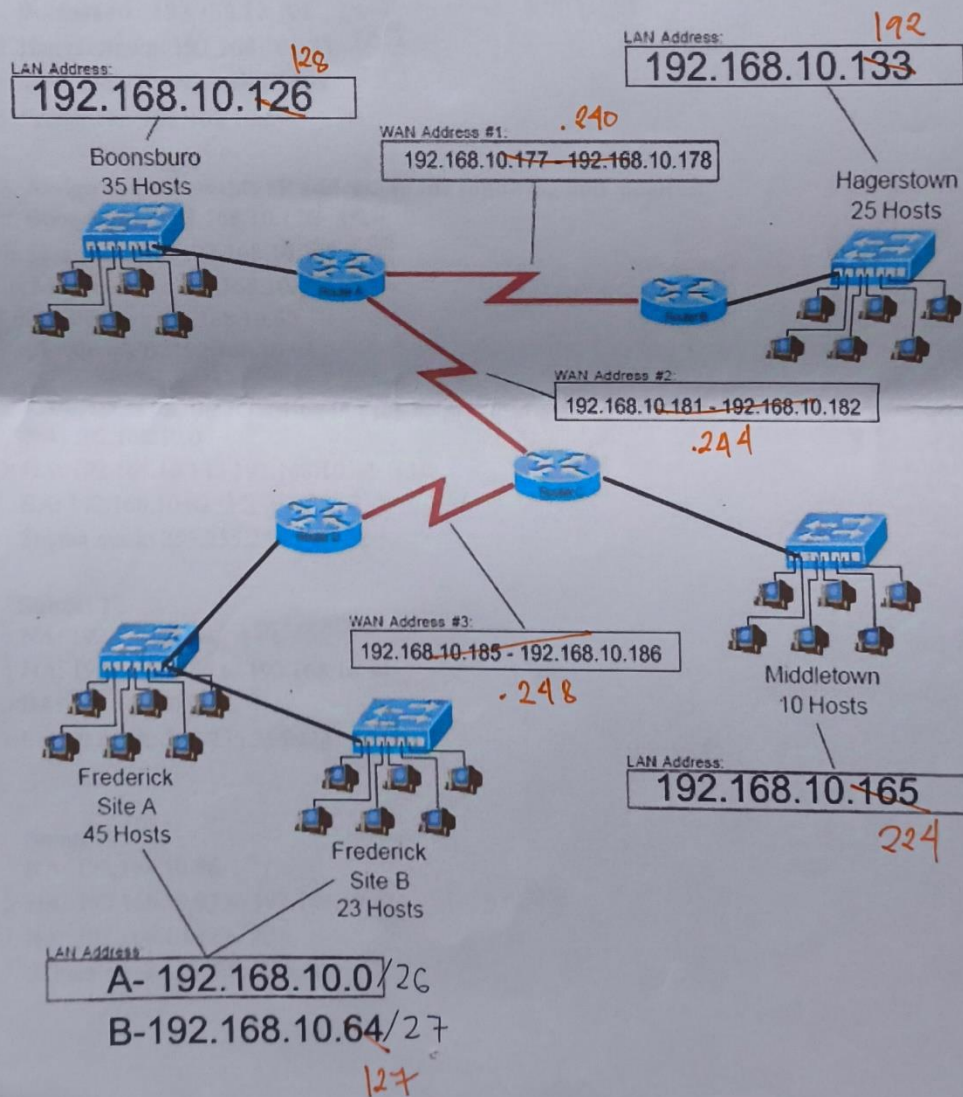 192
LAN Address:
192.168.10.133
128
LAN Address:
192.168.10.126
.240
WAN Address #1:
192.168.10.177 - 192.168.10.178
Boonsburo
35 Hosts
Hagerstown
25 Hosts
Route A
WAN Address #2:
192.168.10.181 - 192.168.10.182
.244
WAN Address #3:
192.168.10.185 - 192.168.10.186
.248
Middletown
10 Hosts
LAN Address:
192.168.10.165
224
Frederick
Site A
45 Hosts
Frederick
Site B
23 Hosts
LAN Address:
A- 192.168.10.0/26
B-192.168.10.64/27
127